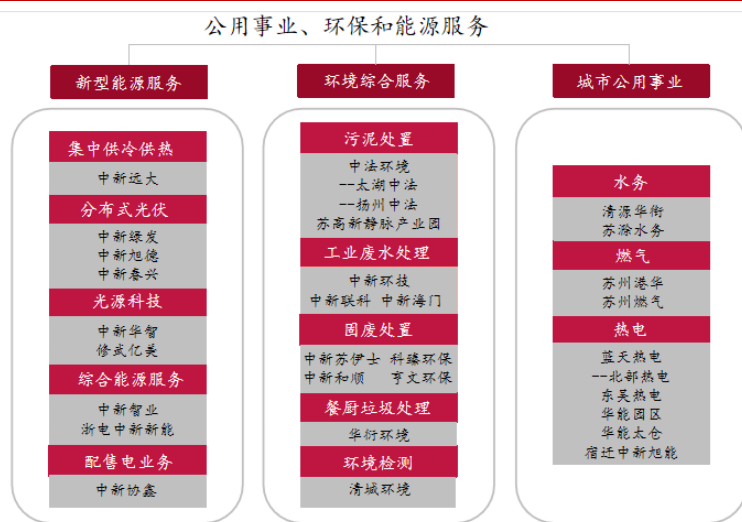 公用事业、环保和能源服务
新型能源服务
集中供冷供热
中新远大
分布式光伏
中新绿发
中新旭德
中新春兴
光源科技
中新华智
修武亿美
综合能源服务
中新智业
浙电中新新能
配售电业务
中新协鑫
环境综合服务
污泥处置
中法环境
--太湖中法
--扬州中法
苏高新静脉产业园
工业废水处理
中新环技
中新联科 中新海门
固废处置
中新苏伊士 科臻环保
中新和顺 亨文环保
餐厨垃圾处理
华衍环境
环境检测
清城环境
城市公用事业
水务
清源华衍
苏滁水务
燃气
苏州港华
苏州燃气
热电
蓝天热电
--北部热电
东吴热电
华能园区
华能太仓
宿迁中新旭能